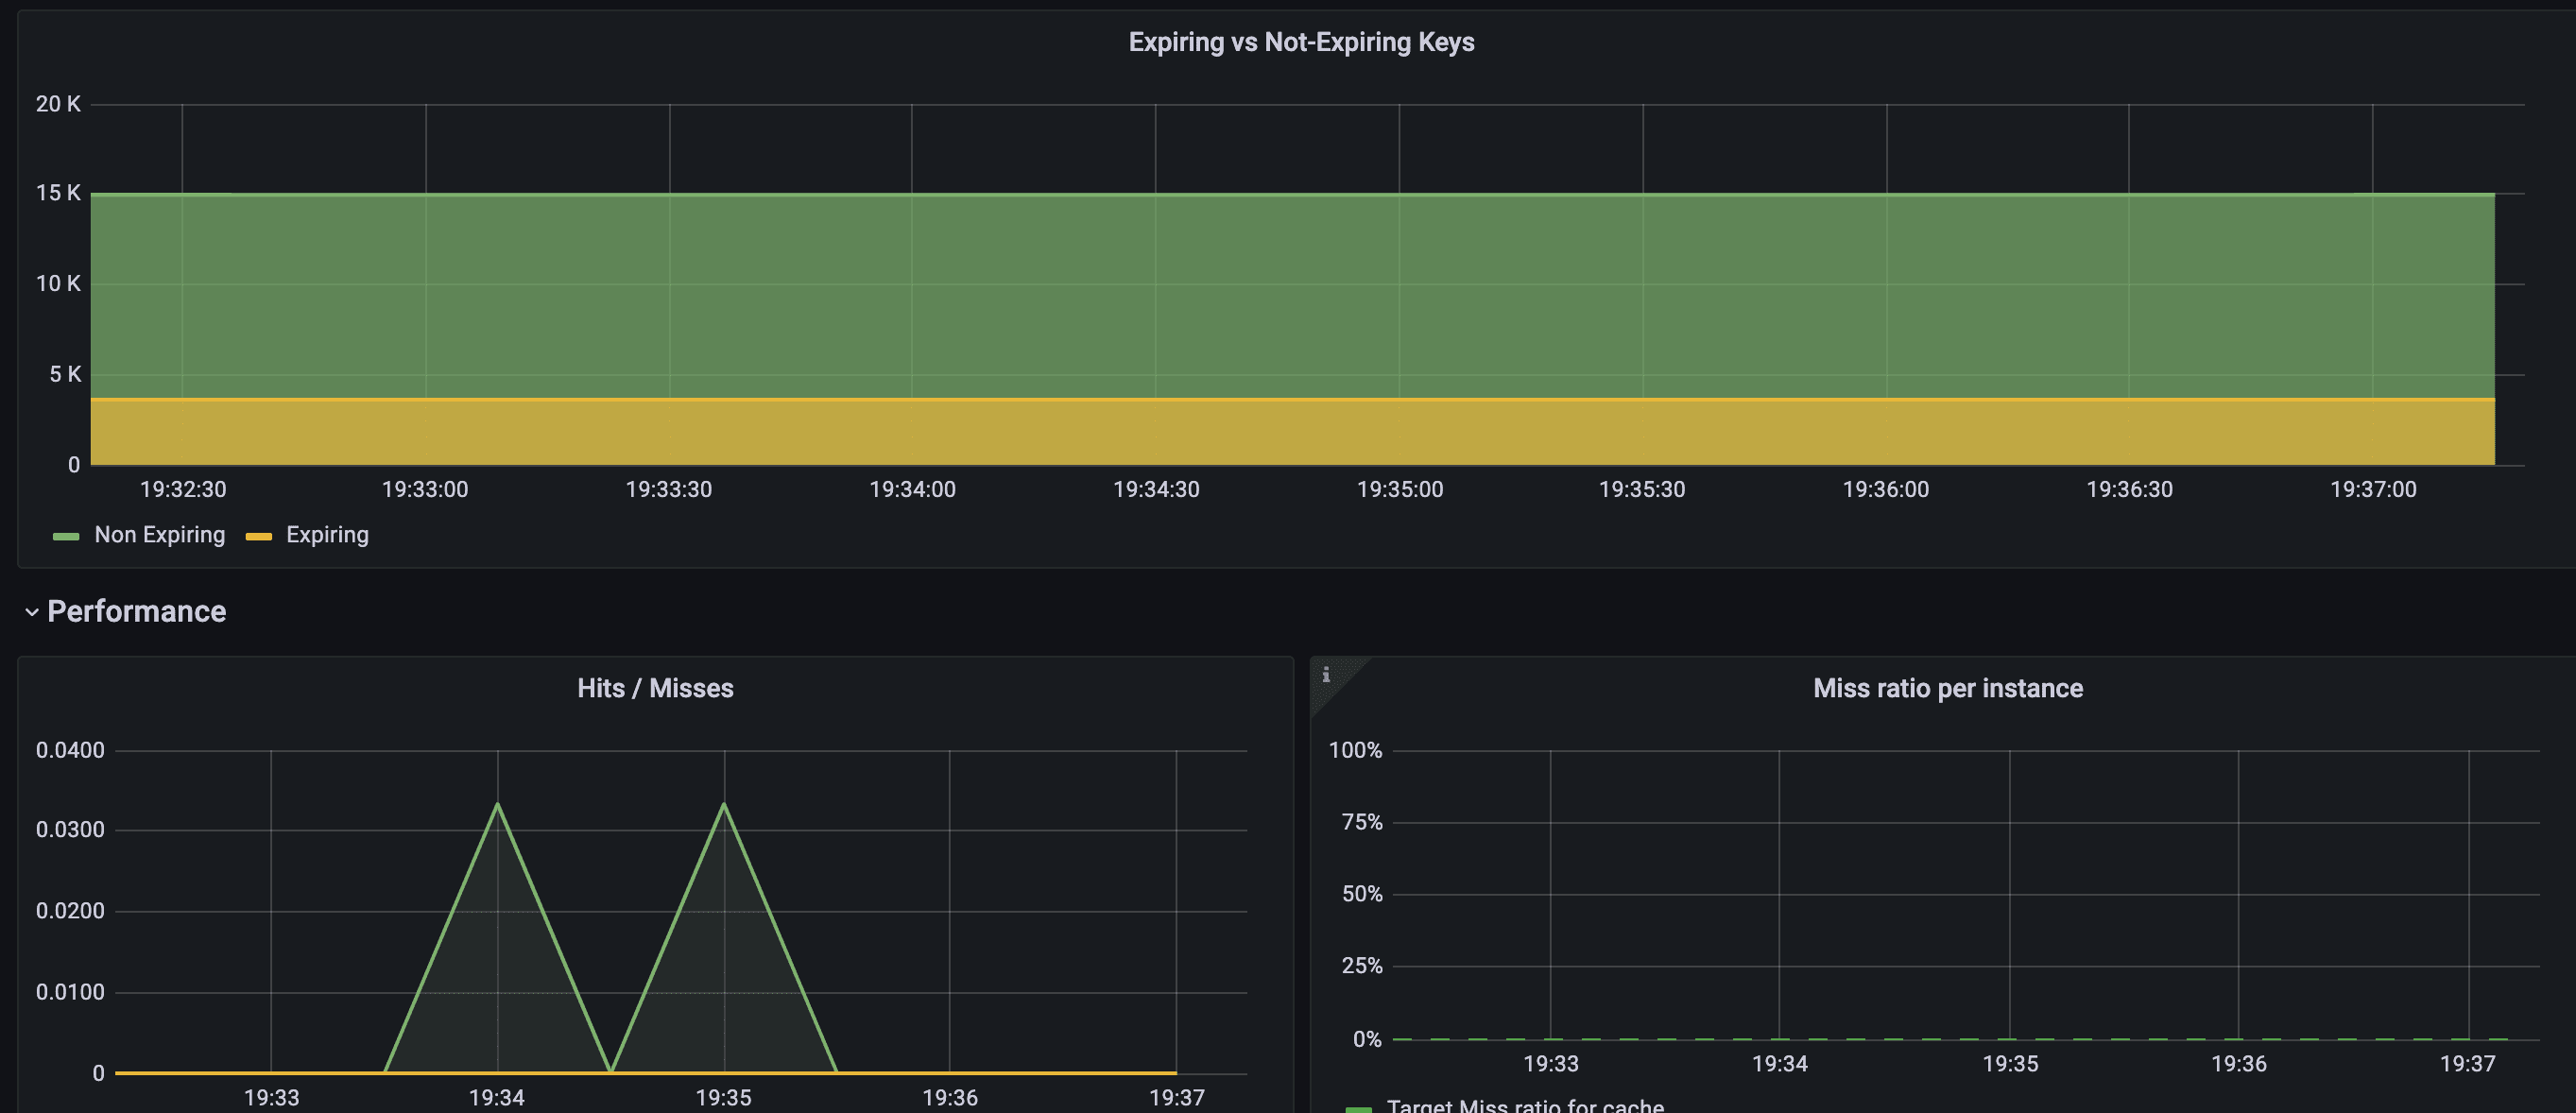 Expiring vs Not-Expiring Keys
20 K
15 K
10 K
5 K
0
19:32:30 19:33:00 19:33:30 19:34:00 19:34:30 19:35:00 19:35:30 19:36:00 19:36:30 19:37:00
Non Expiring Expiring
Performance
Hits / Misses
0.0400
0.0300
0.0200
0.0100
0
19:33 19:34 19:35 19:36 19:37
i
Miss ratio per instance
100%
75%
50%
25%
0%
19:33 19:34 19:35 19:36 19:37
Target Miss ratio for cache